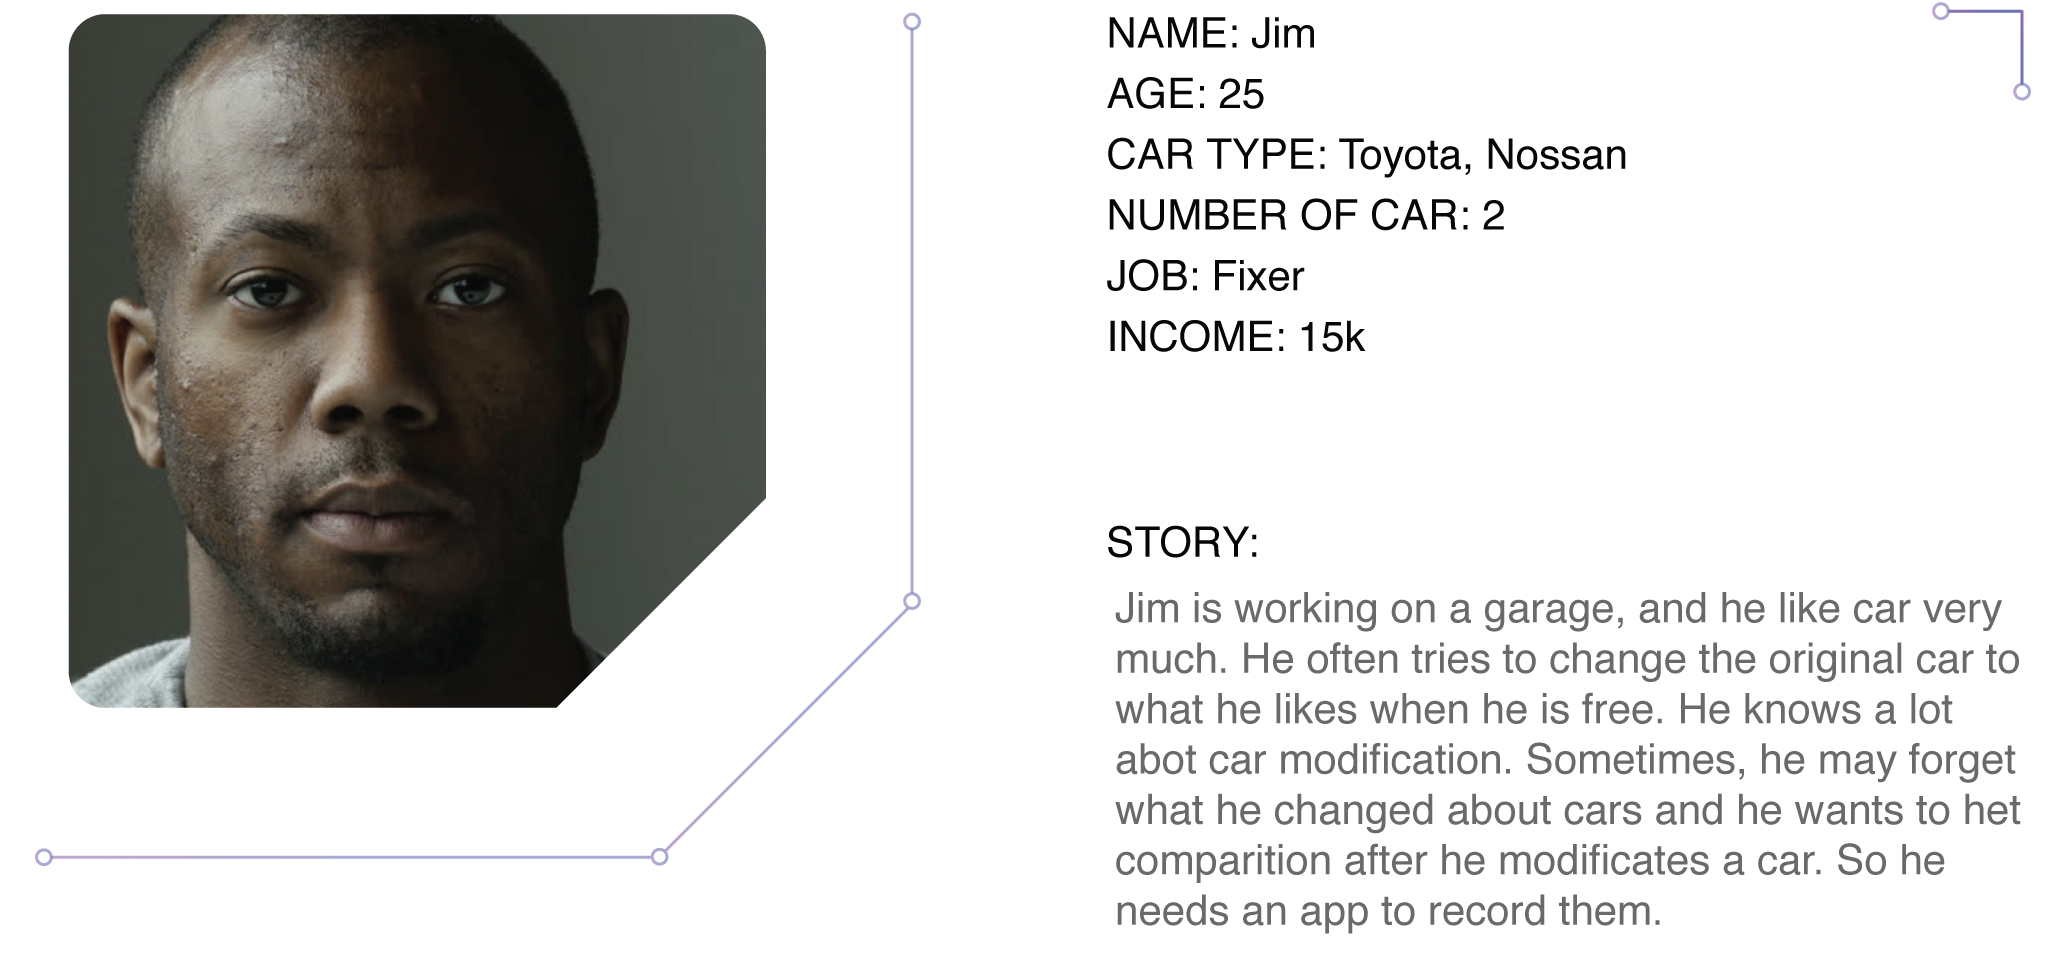 NAME: Jim
AGE: 25
CAR TYPE: Toyota, Nossan
NUMBER OF CAR: 2
JOB: Fixer
INCOME: 15k
STORY:
Jim is working on a garage, and he like car very
much. He often tries to change the original car to
what he likes when he is free. He knows a lot
abot car modification. Sometimes, he may forget
what he changed about cars and he wants to het
comparition after he modificates a car. So he
needs an app to record them.